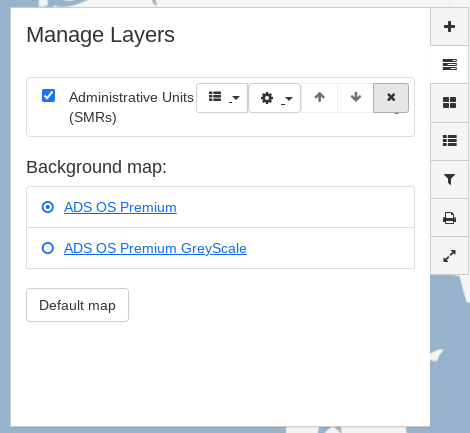 Manage Layers
Administrative Units
(SMRs)
Background map:
ADS OS Premium
ADS OS Premium GreyScale
Default map